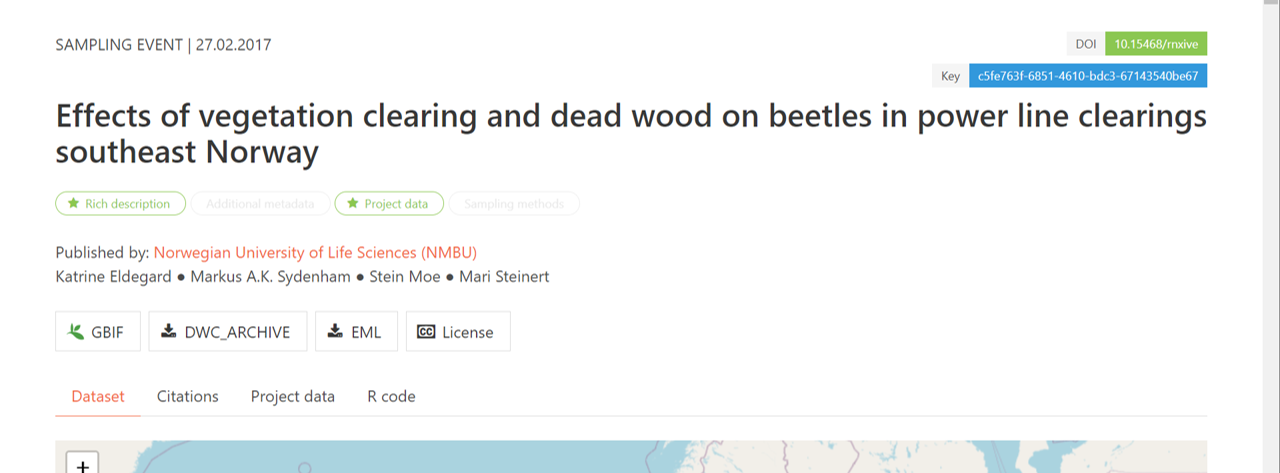 SAMPLING EVENT | 27.02.2017
DOI 10.15468/rnxive
Key c5fe763f-6851-4610-bdc3-67143540be67
Effects of vegetation clearing and dead wood on beetles in power line clearings
southeast Norway
Rich description Additional metadata Project data Sampling methods
Published by: Norwegian University of Life Sciences (NMBU)
Katrine Eldegard ● Markus A.K. Sydenham ● Stein Moe ● Mari Steinert
GBIF DWC_ARCHIVE EML CC License
Dataset Citations Project data R code
+